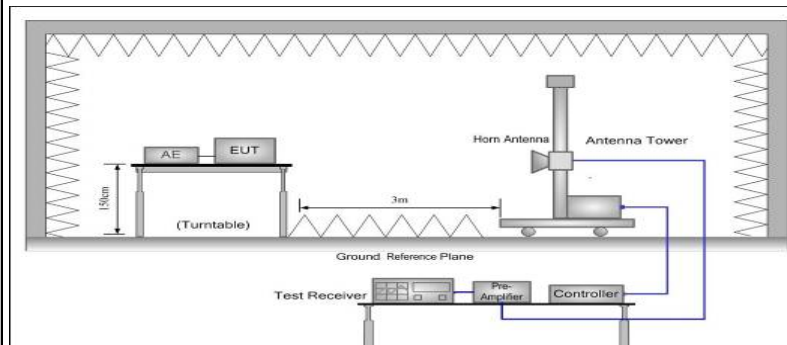 Horn Antenna
Antenna Tower
AE
EUT
150cm
3m
(Turntable)
Ground Reference Plane
Test Receiver
Pre-
Amplifier
Controller